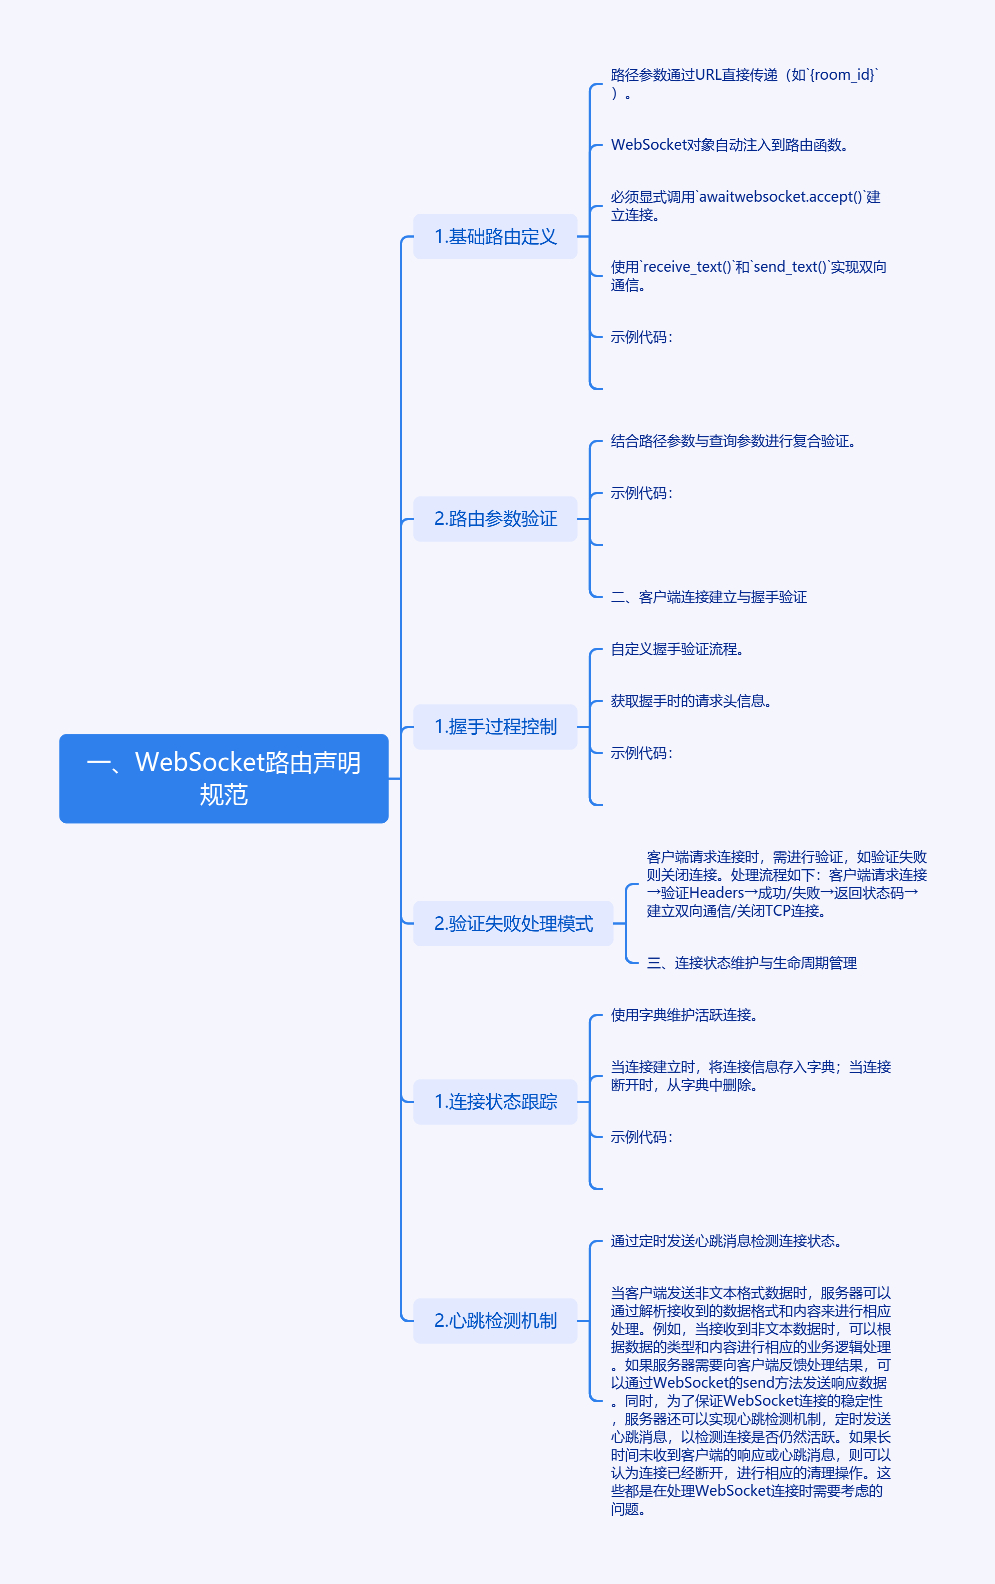 一、WebSocket路由声明
规范
1.基础路由定义
路径参数通过URL直接传递（如`{room_id}`
）。
WebSocket对象自动注入到路由函数。
必须显式调用`awaitwebsocket.accept()`建
立连接。
使用`receive_text()`和`send_text()`实现双向
通信。
示例代码：
2.路由参数验证
结合路径参数与查询参数进行复合验证。
示例代码：
二、客户端连接建立与握手验证
1.握手过程控制
自定义握手验证流程。
获取握手时的请求头信息。
示例代码：
2.验证失败处理模式
客户端请求连接时，需进行验证，如验证失败
则关闭连接。处理流程如下：客户端请求连接
→验证Headers→成功/失败→返回状态码→
建立双向通信/关闭TCP连接。
三、连接状态维护与生命周期管理
1.连接状态跟踪
使用字典维护活跃连接。
当连接建立时，将连接信息存入字典；当连接
断开时，从字典中删除。
示例代码：
2.心跳检测机制
通过定时发送心跳消息检测连接状态。
当客户端发送非文本格式数据时，服务器可以
通过解析接收到的数据格式和内容来进行相应
处理。例如，当接收到非文本数据时，可以根
据数据的类型和内容进行相应的业务逻辑处理
。如果服务器需要向客户端反馈处理结果，可
以通过WebSocket的send方法发送响应数据
。同时，为了保证WebSocket连接的稳定性
，服务器还可以实现心跳检测机制，定时发送
心跳消息，以检测连接是否仍然活跃。如果长
时间未收到客户端的响应或心跳消息，则可以
认为连接已经断开，进行相应的清理操作。这
些都是在处理WebSocket连接时需要考虑的
问题。